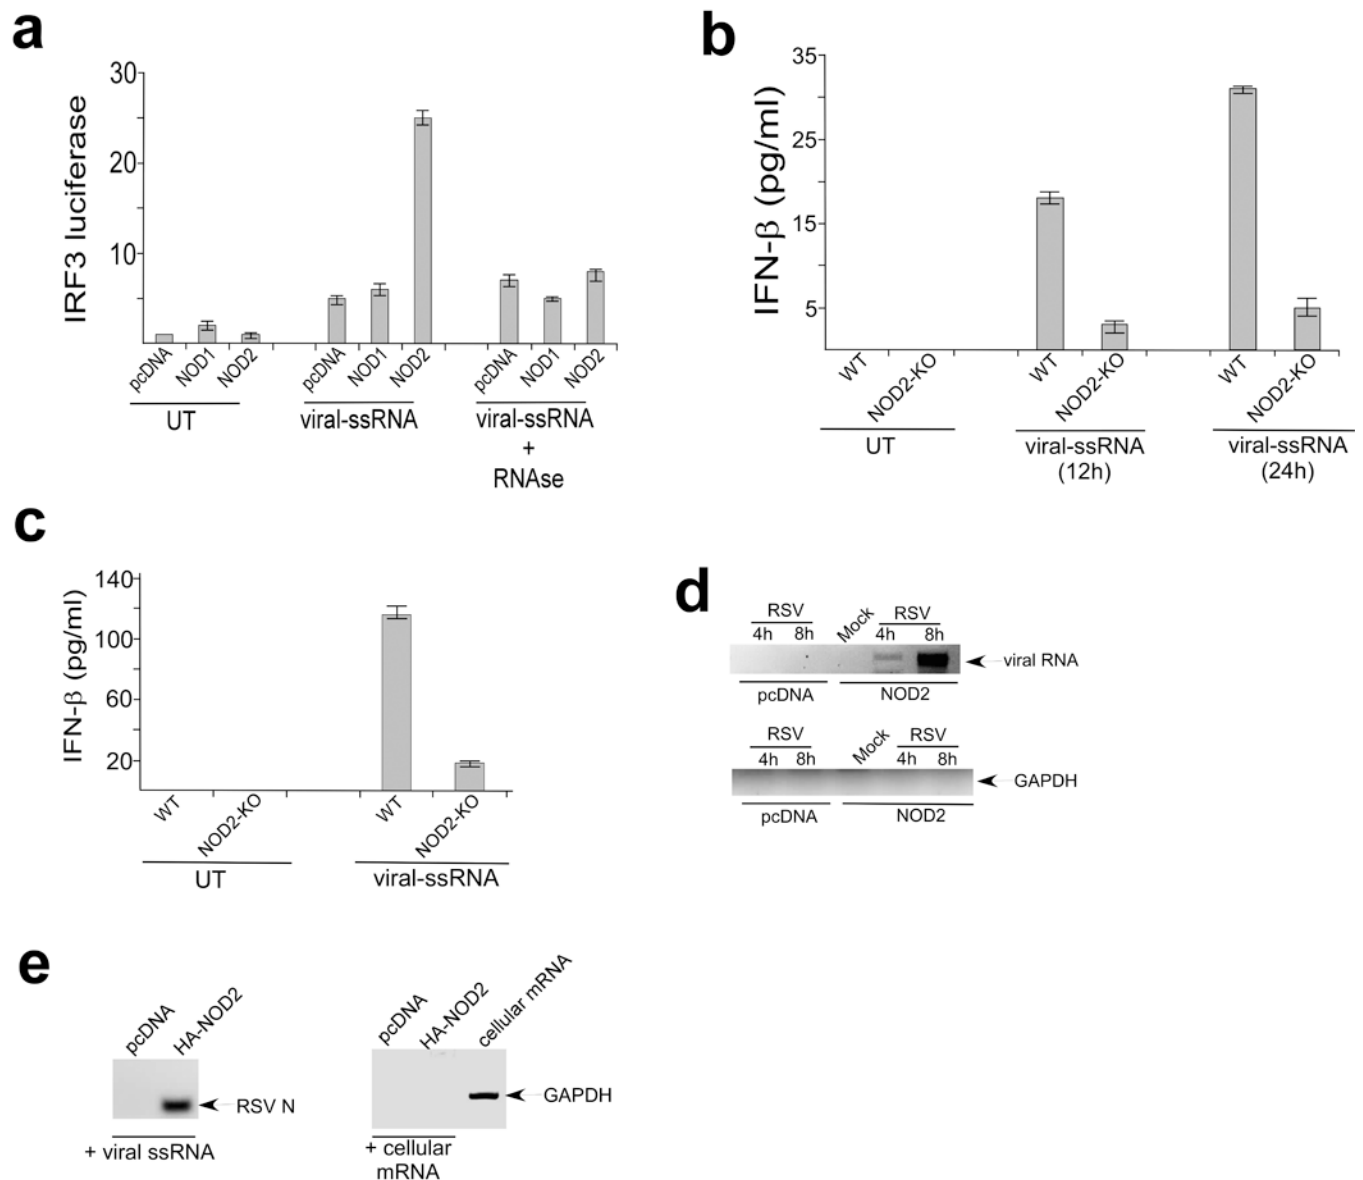 a
IRF3 luciferase
30
20
10
pcDNA NOD1 NOD2 pcDNA NOD1 NOD2 pcDNA NOD1 NOD2
UT viral-ssRNA viral-ssRNA
+
RNAse
b
IFN-β (pg/ml)
35
25
15
5
WT NOD2-KO WT NOD2-KO WT NOD2-KO
UT viral-ssRNA viral-ssRNA
(12h) (24h)
c
IFN-β (pg/ml)
140
100
60
20
WT NOD2-KO WT NOD2-KO
UT viral-ssRNA
d
RSV Mock RSV
4h 8h 4h 8h
viral RNA
pcDNA NOD2
RSV Mock RSV
4h 8h 4h 8h
GAPDH
pcDNA NOD2
e
pcDNA HA-NOD2
RSV N
+ viral ssRNA
pcDNA HA-NOD2 cellular mRNA
GAPDH
+ cellular
mRNA